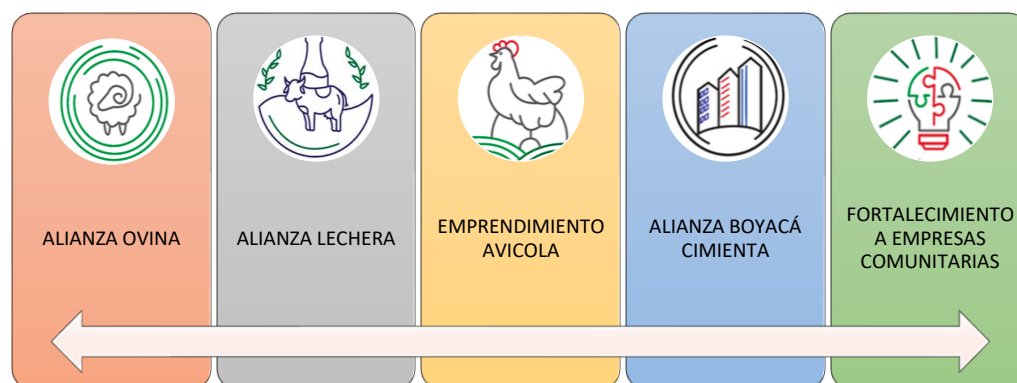 ALIANZA OVINA
ALIANZA LECHERA
EMPRENDIMIENTO
AVICOLA
ALIANZA BOYACÁ
CIMIENTA
FORTALECIMIENTO
A EMPRESAS
COMUNITARIAS